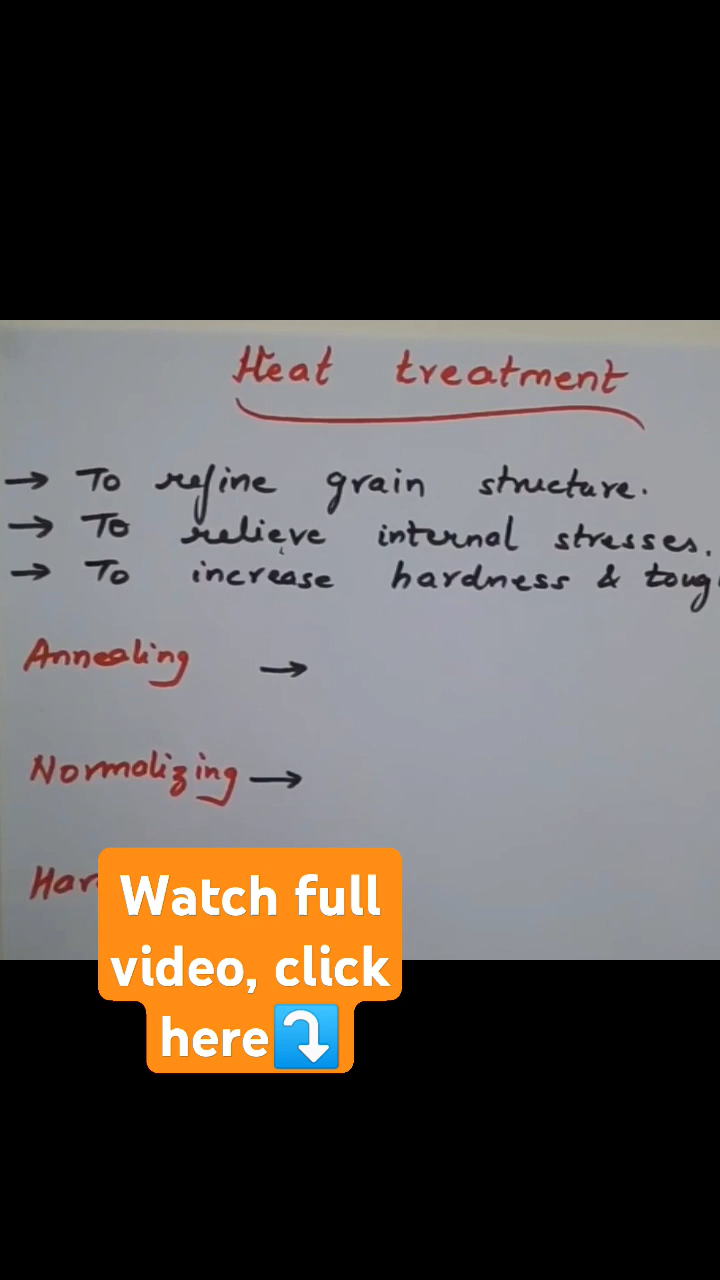 Heat treatment
→ To refine grain structure.
→ To relieve internal stresses.
→ To increase hardness &
Annealing →
Normalizing →
Watch full
video, click
here⤵️